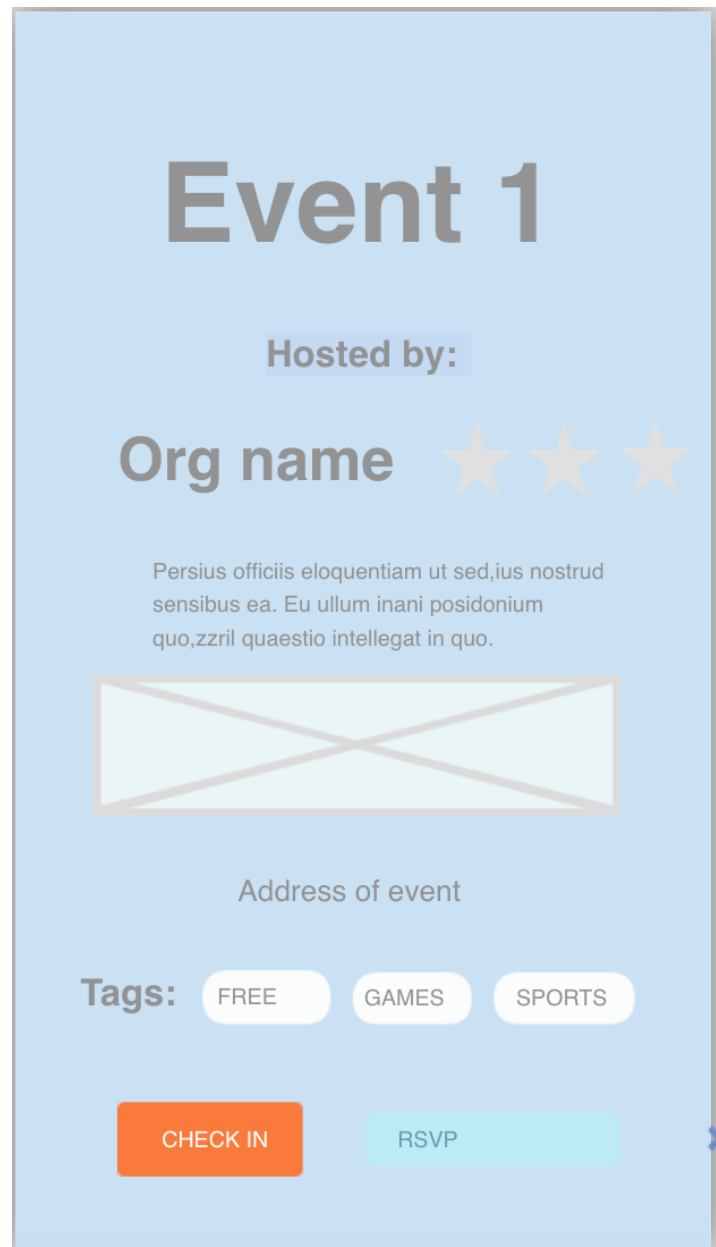 Event 1
Hosted by:
Org name
Persius officiis eloquentiam ut sed,ius nostrud
sensibus ea. Eu ullum inani posidonium
quo,zzril quaestio intellegat in quo.
Address of event
Tags: FREE GAMES SPORTS
CHECK IN RSVP